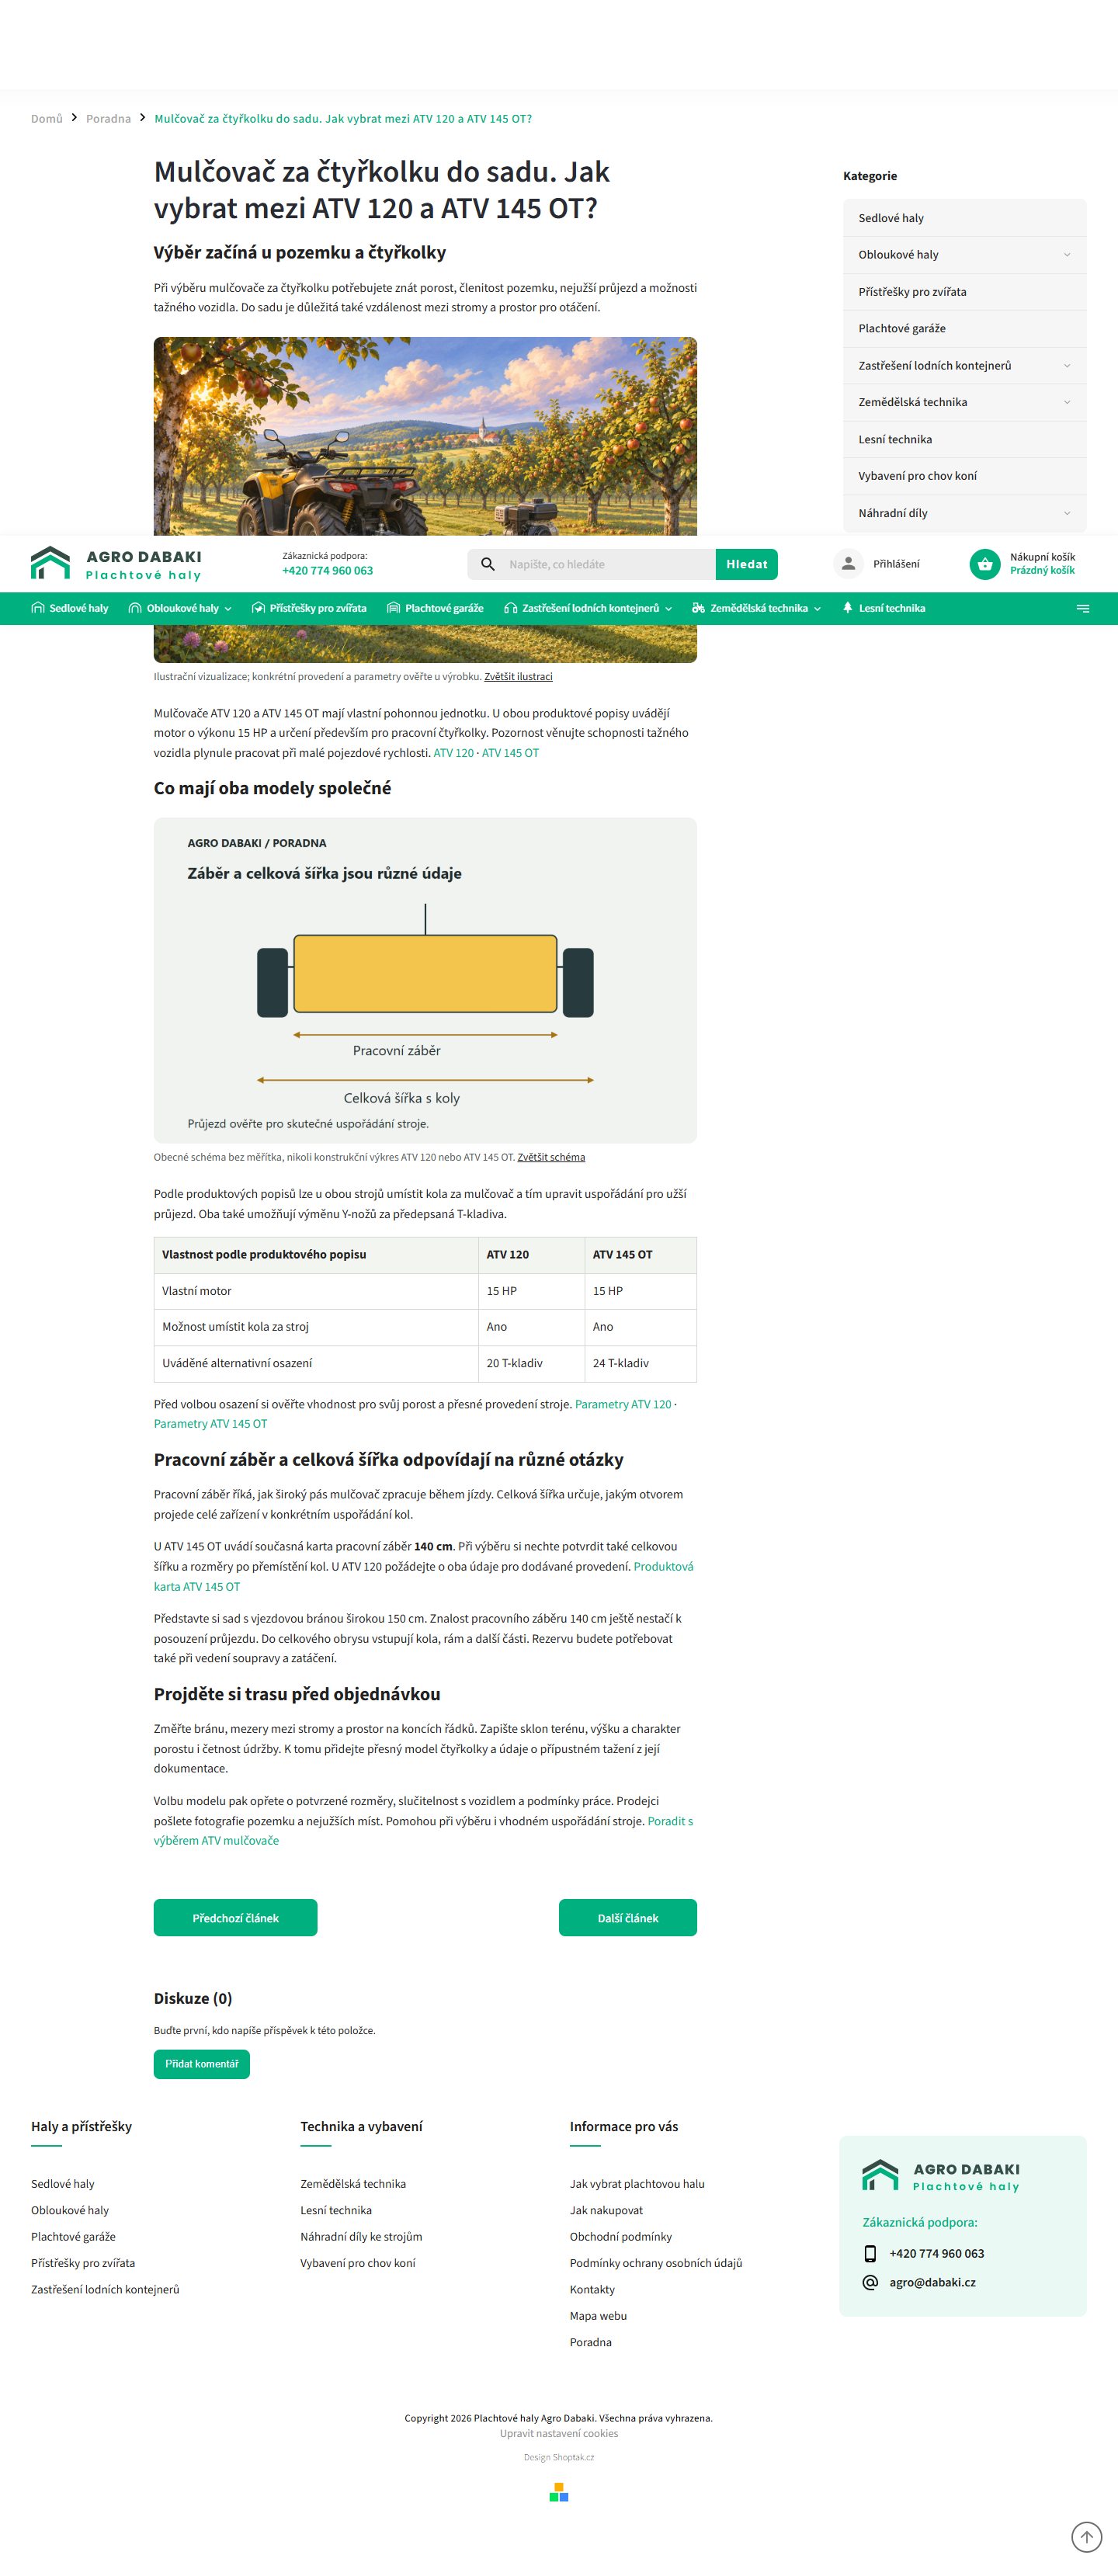 Domů > Poradna > Mulčovač za čtyřkolku do sadu. Jak vybrat mezi ATV 120 a ATV 145 OT?
Mulčovač za čtyřkolku do sadu. Jak
vybrat mezi ATV 120 a ATV 145 OT?
Výběr začíná u pozemku a čtyřkolky
Při výběru mulčovače za čtyřkolku potřebujete znát porost, členitost pozemku, nejužší průjezd a možnosti
tažného vozidla. Do sadu je důležitá také vzdálenost mezi stromy a prostor pro otáčení.
Kategorie
Sedlové haly
Obloukové haly
Přístřešky pro zvířata
Plachtové garáže
Zastřešení lodních kontejnerů
Zemědělská technika
Lesní technika
Vybavení pro chov koní
Náhradní díly
AGRO DABAKI
Plachtové haly
Zákaznická podpora:
+420 774 960 063
Napište, co hledáte
Hledat
Přihlášení
Nákupní košík
Prázdný košík
Sedlové haly Obloukové haly Přístřešky pro zvířata Plachtové garáže Zastřešení lodních kontejnerů Zemědělská technika Lesní technika
Ilustrační vizualizace; konkrétní provedení a parametry ověřte u výrobku. Zvětšit ilustraci
Mulčovače ATV 120 a ATV 145 OT mají vlastní pohonnou jednotku. U obou produktové popisy uvádějí
motor o výkonu 15 HP a určení především pro pracovní čtyřkolky. Pozornost věnujte schopnosti tažného
vozidla plynule pracovat při malé pojezdové rychlosti. ATV 120 · ATV 145 OT
Co mají oba modely společné
AGRO DABAKI / PORADNA
Záběr a celková šířka jsou různé údaje
Pracovní záběr
Celková šířka s koly
Průjezd ověřte pro skutečné uspořádání stroje.
Obecné schéma bez měřítka, nikoli konstrukční výkres ATV 120 nebo ATV 145 OT. Zvětšit schéma
Podle produktových popisů lze u obou strojů umístit kola za mulčovač a tím upravit uspořádání pro užší
průjezd. Oba také umožňují výměnu Y-nožů za předepsaná T-kladiva.
Vlastnost podle produktového popisu ATV 120 ATV 145 OT
Vlastní motor 15 HP 15 HP
Možnost umístit kola za stroj Ano Ano
Uváděné alternativní osazení 20 T-kladiv 24 T-kladiv
Před volbou osazení si ověřte vhodnost pro svůj porost a přesné provedení stroje. Parametry ATV 120 ·
Parametry ATV 145 OT
Pracovní záběr a celková šířka odpovídají na různé otázky
Pracovní záběr říká, jak široký pás mulčovač zpracuje během jízdy. Celková šířka určuje, jakým otvorem
projede celé zařízení v konkrétním uspořádání kol.
U ATV 145 OT uvádí současná karta pracovní záběr 140 cm. Při výběru si nechte potvrdit také celkovou
šířku a rozměry po přemístění kol. U ATV 120 požádejte o oba údaje pro dodávané provedení. Produktová
karta ATV 145 OT
Představte si sad s vjezdovou bránou širokou 150 cm. Znalost pracovního záběru 140 cm ještě nestačí k
posouzení průjezdu. Do celkového obrysu vstupují kola, rám a další části. Rezervu budete potřebovat
také při vedení soupravy a zatáčení.
Projděte si trasu před objednávkou
Změřte bránu, mezery mezi stromy a prostor na koncích řádků. Zapište sklon terénu, výšku a charakter
porostu i četnost údržby. K tomu přidejte přesný model čtyřkolky a údaje o přípustném tažení z její
dokumentace.
Volbu modelu pak opřete o potvrzené rozměry, slučitelnost s vozidlem a podmínky práce. Prodejci
pošlete fotografie pozemku a nejužších míst. Pomohou při výběru i vhodném uspořádání stroje. Poradit s
výběrem ATV mulčovače
Předchozí článek
Další článek
Diskuze (0)
Buďte první, kdo napíše příspěvek k této položce.
Přidat komentář
Haly a přístřešky
Sedlové haly
Obloukové haly
Plachtové garáže
Přístřešky pro zvířata
Zastřešení lodních kontejnerů
Technika a vybavení
Zemědělská technika
Lesní technika
Náhradní díly ke strojům
Vybavení pro chov koní
Informace pro vás
Jak vybrat plachtovou halu
Jak nakupovat
Obchodní podmínky
Podmínky ochrany osobních údajů
Kontakty
Mapa webu
Poradna
AGRO DABAKI
Plachtové haly
Zákaznická podpora:
+420 774 960 063
agro@dabaki.cz
Copyright 2026 Plachtové haly Agro Dabaki. Všechna práva vyhrazena.
Upravit nastavení cookies
Design Shoptak.cz